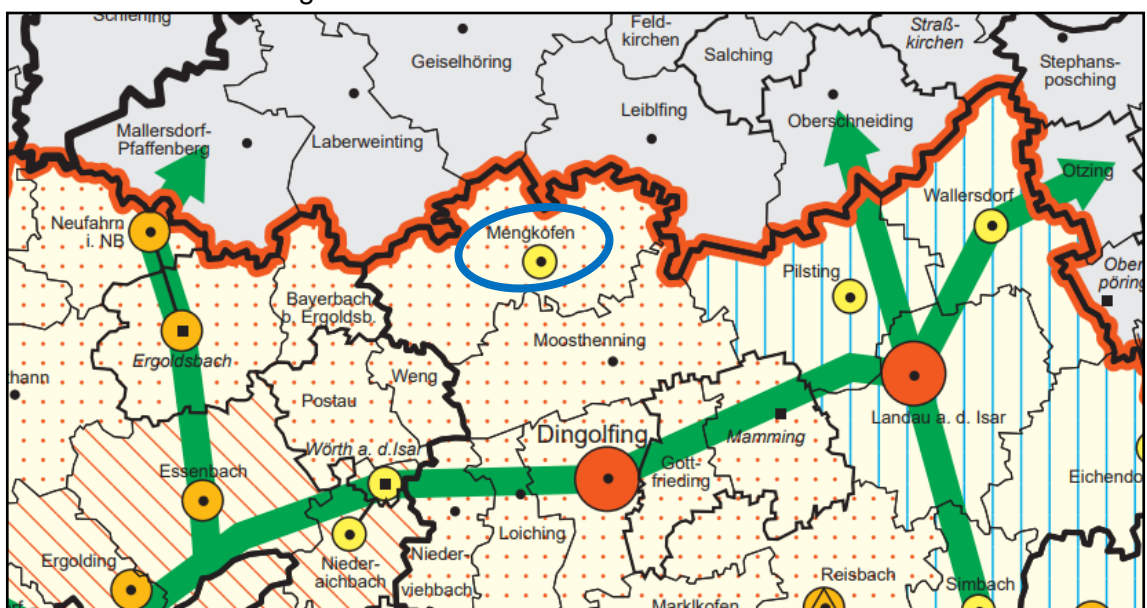 Feld-
kirchen
Straß-
kirchen
Geiselhöring
Salching
Stephans-
posching
Leiblfing
Mallersdorf-
Pfaffenberg
Laberweinting
Oberschneiding
Otzing
Wallersdorf
Neufahrn
i. NB
Mengkofen
Pilsting
Ober
pöring
Bayerbach
b. Ergoldsb.
Moosthenning
Ergoldsbach
thann
Weng
Postau
Landau a. d. Isar
Dingolfing
Mamming
Wörth a. d.Isar
Gott-
frieding
Essenbach
Eichendo
Loiching
Ergolding
Nieder-
aichbach
Nieder-
viehbach
Reisbach
Simbach
Marklkofen